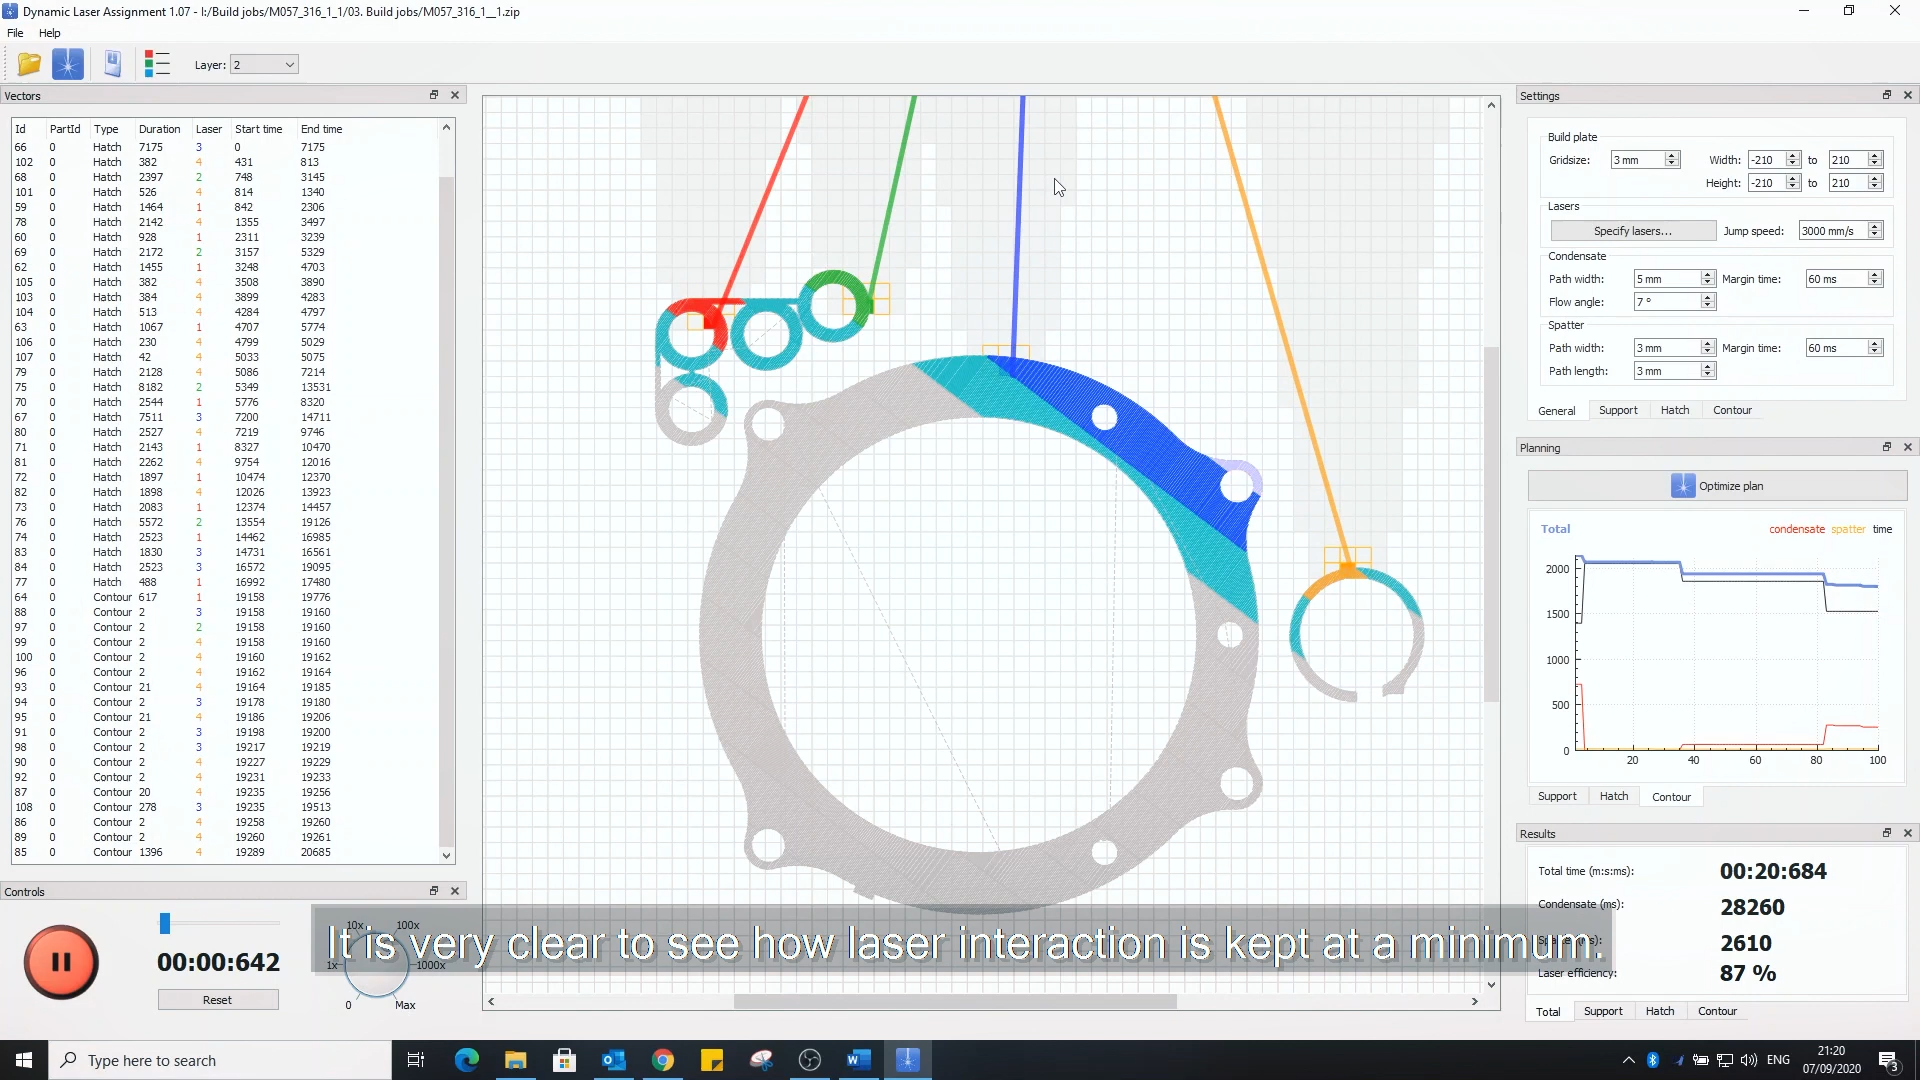 Dynamic Laser Assignment 1.07 - I:/Build jobs/M057_316_1_1/03. Build jobs/M057_316_1__1.zip
File Help
Layer: 2
Vectors
Id PartId Type Duration Laser Start time End time
66 0 Hatch 7175 3 0 7175
102 0 Hatch 382 4 431 813
68 0 Hatch 2397 2 748 3145
101 0 Hatch 526 4 814 1340
59 0 Hatch 1464 1 842 2306
78 0 Hatch 2142 4 1355 3497
60 0 Hatch 928 1 2311 3239
69 0 Hatch 2172 2 3157 5329
62 0 Hatch 1455 1 3248 4703
105 0 Hatch 382 4 3508 3890
103 0 Hatch 384 4 3899 4283
104 0 Hatch 513 4 4284 4797
63 0 Hatch 1067 1 4707 5774
106 0 Hatch 230 4 4799 5029
107 0 Hatch 42 4 5033 5075
79 0 Hatch 2128 4 5086 7214
75 0 Hatch 8182 2 5349 13531
70 0 Hatch 2544 1 5776 8320
67 0 Hatch 7511 3 7200 14711
80 0 Hatch 2527 4 7219 9746
71 0 Hatch 2143 1 8327 10470
81 0 Hatch 2262 4 9754 12016
72 0 Hatch 1897 1 10474 12370
82 0 Hatch 1898 4 12026 13923
73 0 Hatch 2083 1 12374 14457
76 0 Hatch 5572 2 13554 19126
74 0 Hatch 2523 1 14462 16985
83 0 Hatch 1830 3 14731 16561
84 0 Hatch 2523 3 16572 19095
77 0 Hatch 488 1 16992 17480
64 0 Contour 617 1 19158 19776
88 0 Contour 2 3 19158 19160
97 0 Contour 2 2 19158 19160
99 0 Contour 2 4 19158 19160
100 0 Contour 2 4 19160 19162
96 0 Contour 2 4 19162 19164
93 0 Contour 21 4 19164 19185
94 0 Contour 2 3 19178 19180
95 0 Contour 21 4 19186 19206
91 0 Contour 2 3 19198 19200
98 0 Contour 2 3 19217 19219
90 0 Contour 2 4 19227 19229
92 0 Contour 2 4 19231 19233
87 0 Contour 20 4 19235 19256
108 0 Contour 278 3 19235 19513
86 0 Contour 2 4 19258 19260
89 0 Contour 2 4 19260 19261
85 0 Contour 1396 4 19289 20685
Controls
00:00:642
Reset
10x 100x
1x 1000x
0 Max
Settings
Build plate
Gridsize: 3 mm Width: -210 to 210
Height: -210 to 210
Lasers
Specify lasers... Jump speed: 3000 mm/s
Condensate
Path width: 5 mm Margin time: 60 ms
Flow angle: 7 °
Spatter
Path width: 3 mm Margin time: 60 ms
Path length: 3 mm
General Support Hatch Contour
Planning
Optimize plan
Total condensate spatter time
2000
1500
1000
500
0
20 40 60 80 100
Support Hatch Contour
Results
Total time (m:s:ms): 00:20:684
Condensate (ms): 28260
2610
Laser efficiency: 87 %
Total Support Hatch Contour
It is very clear to see how laser interaction is kept at a minimum.
Type here to search
ENG
21:20
07/09/2020
3